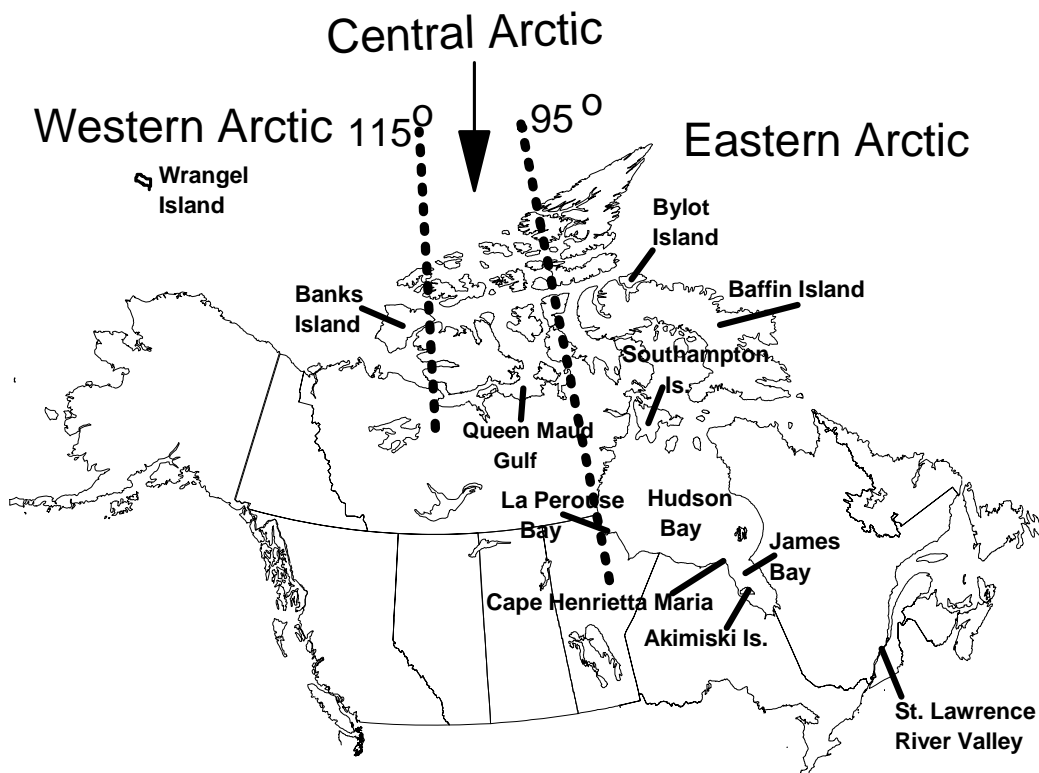 Central Arctic
Western Arctic
115o
95 o
Eastern Arctic
Wrangel
Island
Bylot
Island
Banks
Island
Baffin Island
Southampton
Is.
Queen Maud
Gulf
La Perouse
Bay
Hudson
Bay
James
Bay
Cape Henrietta Maria
Akimiski Is.
St. Lawrence
River Valley